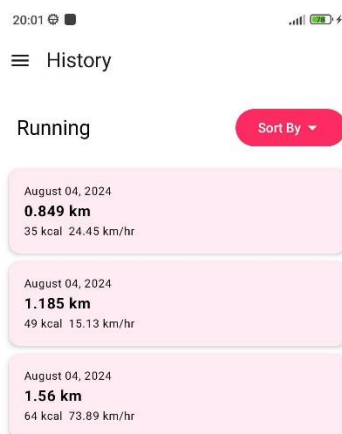 20:01
78
History
Running
Sort By
August 04, 2024
0.849 km
35 kcal 24.45 km/hr
August 04, 2024
1.185 km
49 kcal 15.13 km/hr
August 04, 2024
1.56 km
64 kcal 73.89 km/hr